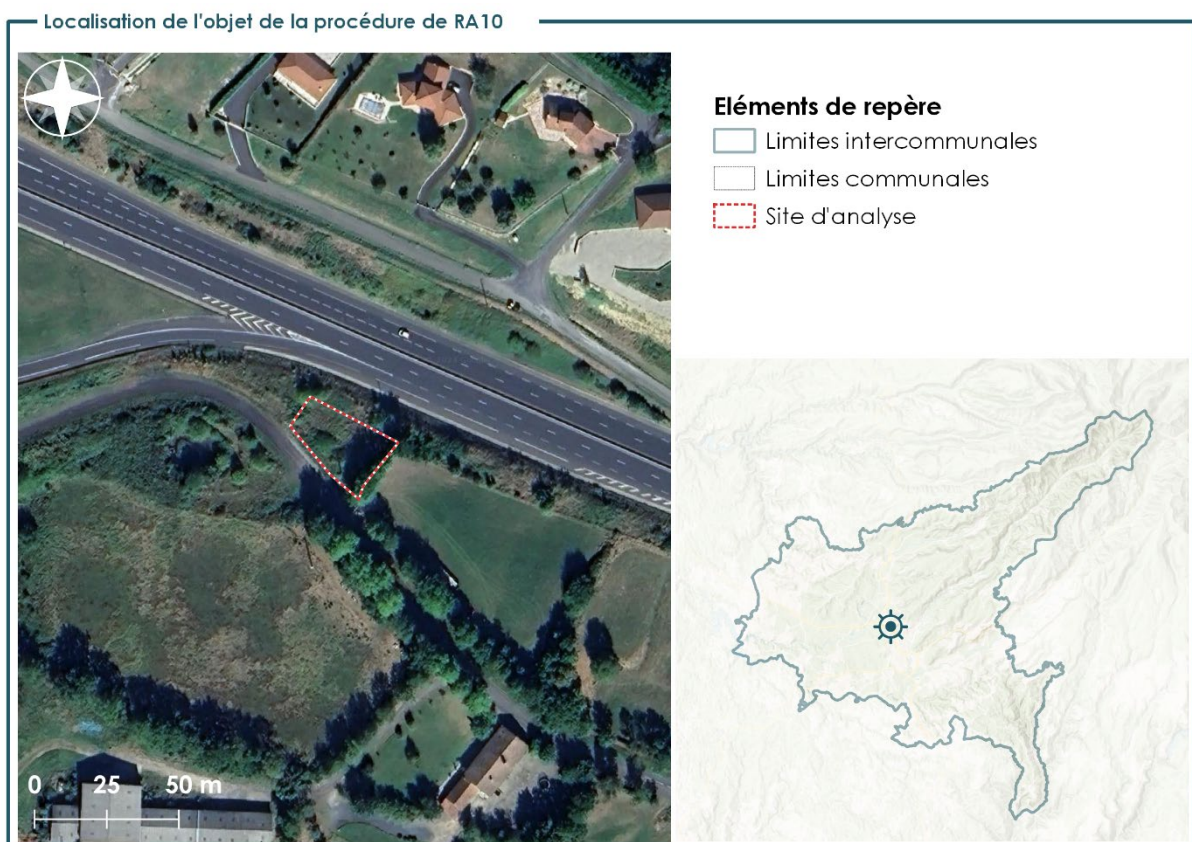 Localisation de l'objet de la procédure de RA10
Eléments de repère
Limites intercommunales
Limites communales
Site d'analyse
0 25 50 m